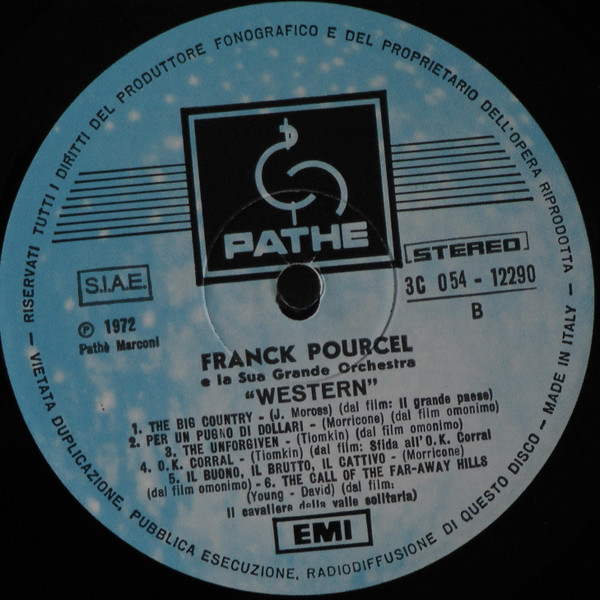 RISERVATI TUTTI I DIRITTI DEL PRODUTTORE FONOGRAFICO E DEL PROPRIETARIO DELL'OPERA RIPRODOTTA
PATHE
S.I.A.E.
STEREO
3C 054 - 12290
B
℗ 1972
Pathè Marconi
FRANCK POURCEL
e la Sua Grande Orchestra
"WESTERN"
1. THE BIG COUNTRY - (J. Moross) (dal film: Il grande paese)
2. PER UN PUGNO DI DOLLARI - (Morricone) (dal film omonimo)
3. THE UNFORGIVEN - (Tiomkin) (dal film omonimo)
4. O.K. CORRAL - (Tiomkin) (dal film: Sfida all'O.K. Corral
5. IL BUONO, IL BRUTTO, IL CATTIVO - (Morricone)
(dal film omonimo) - 6. THE CALL OF THE FAR-AWAY HILLS
(Young - David) (dal film:
Il cavaliere della valle solitaria)
EMI
VIETATA DUPLICAZIONE, PUBBLICA ESECUZIONE, RADIODIFFUSIONE DI QUESTO DISCO - MADE IN ITALY -